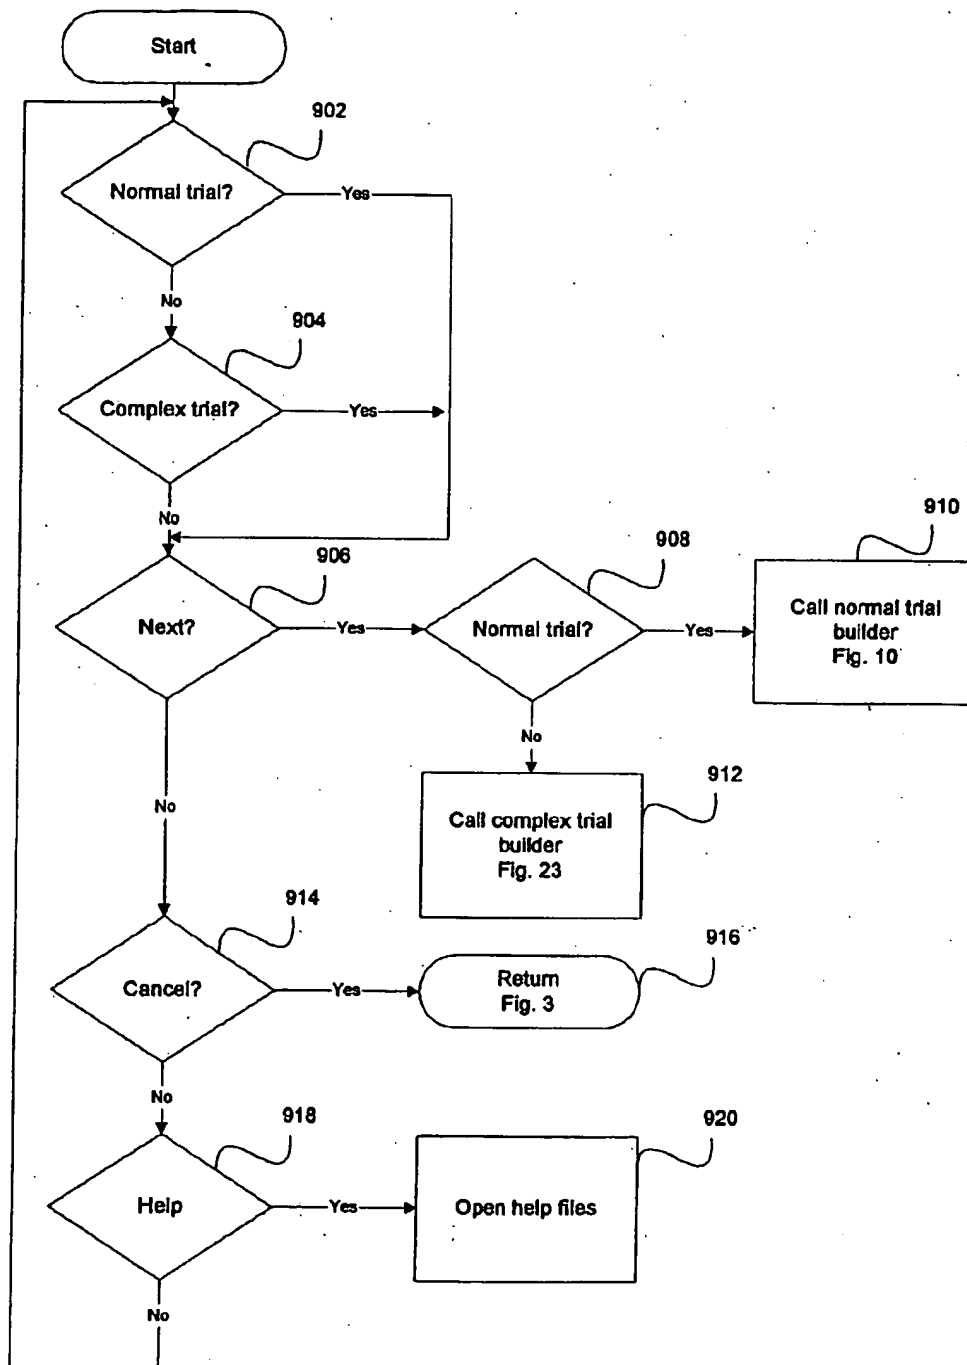 Start
902
Normal trial?
Yes
No
904
Complex trial?
Yes
No
906
Next?
Yes
908
Normal trial?
Yes
910
Call normal trial
builder
Fig. 10
No
912
Call complex trial
builder
Fig. 23
No
914
Cancel?
Yes
916
Return
Fig. 3
No
918
Help
Yes
920
Open help files
No